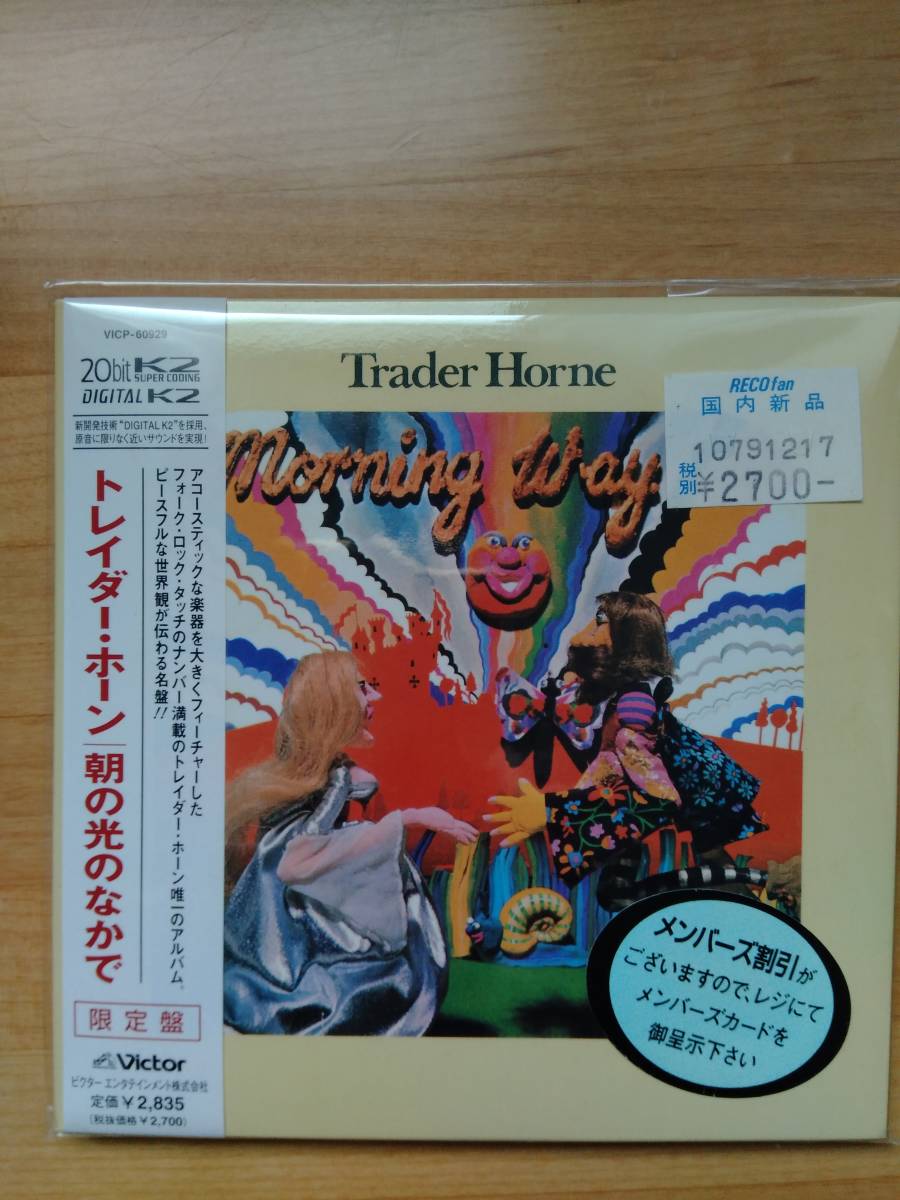 VICP-60929
20bit K2
SUPER CODING
DIGITAL K2
新開発技術“DIGITAL K2”を採用、
原音に限りなく近いサウンドを実現!
トレイダー・ホーン/朝の光のなかで
アコースティックな楽器を大きくフィーチャーした
フォーク・ロック・タッチのナンバー満載のトレイダー・ホーン唯一のアルバム。
ピースフルな世界観が伝わる名盤!!
限定盤
Victor
ビクター エンタテインメント株式会社
定価¥2,835
(税抜価格¥2,700)
Trader Horne
Morning Way
RECOfan
国内新品
10791217
税別 ¥2700-
メンバーズ割引が
ございますので、レジにて
メンバーズカードを
御呈示下さい